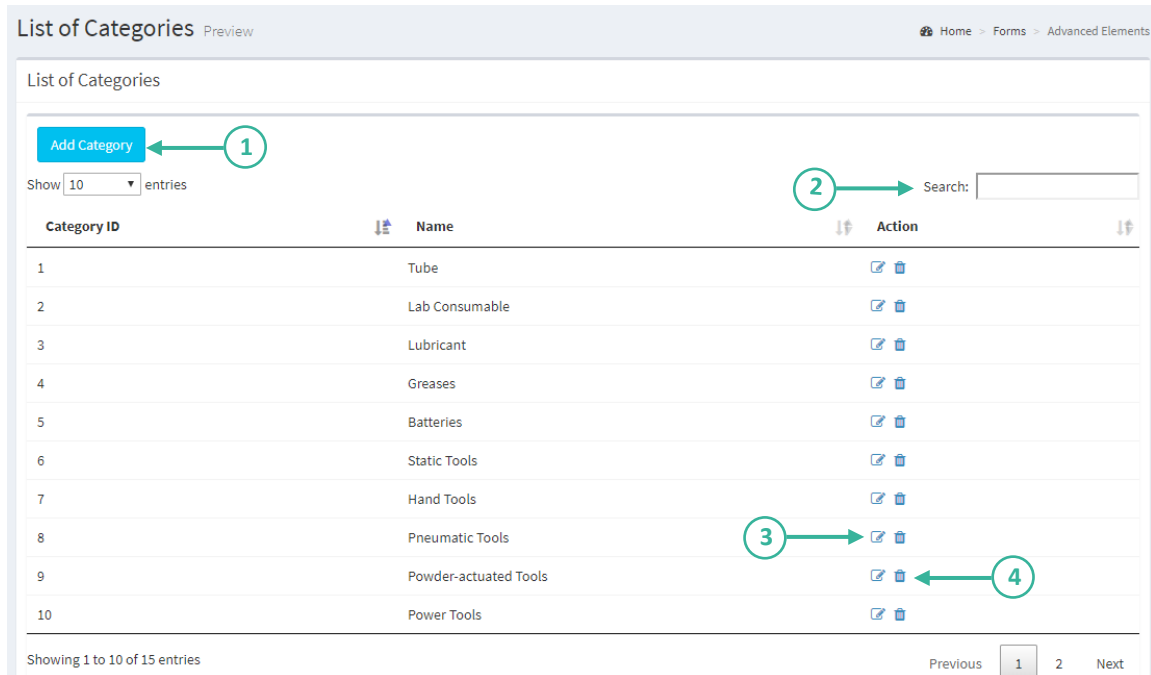 List of Categories Preview
Home > Forms > Advanced Elements
List of Categories
Add Category
1
Show 10 entries
2
Search:
Category ID Name Action
1 Tube
2 Lab Consumable
3 Lubricant
4 Greases
5 Batteries
6 Static Tools
7 Hand Tools
8 Pneumatic Tools
3
9 Powder-actuated Tools
4
10 Power Tools
Showing 1 to 10 of 15 entries
Previous 1 2 Next